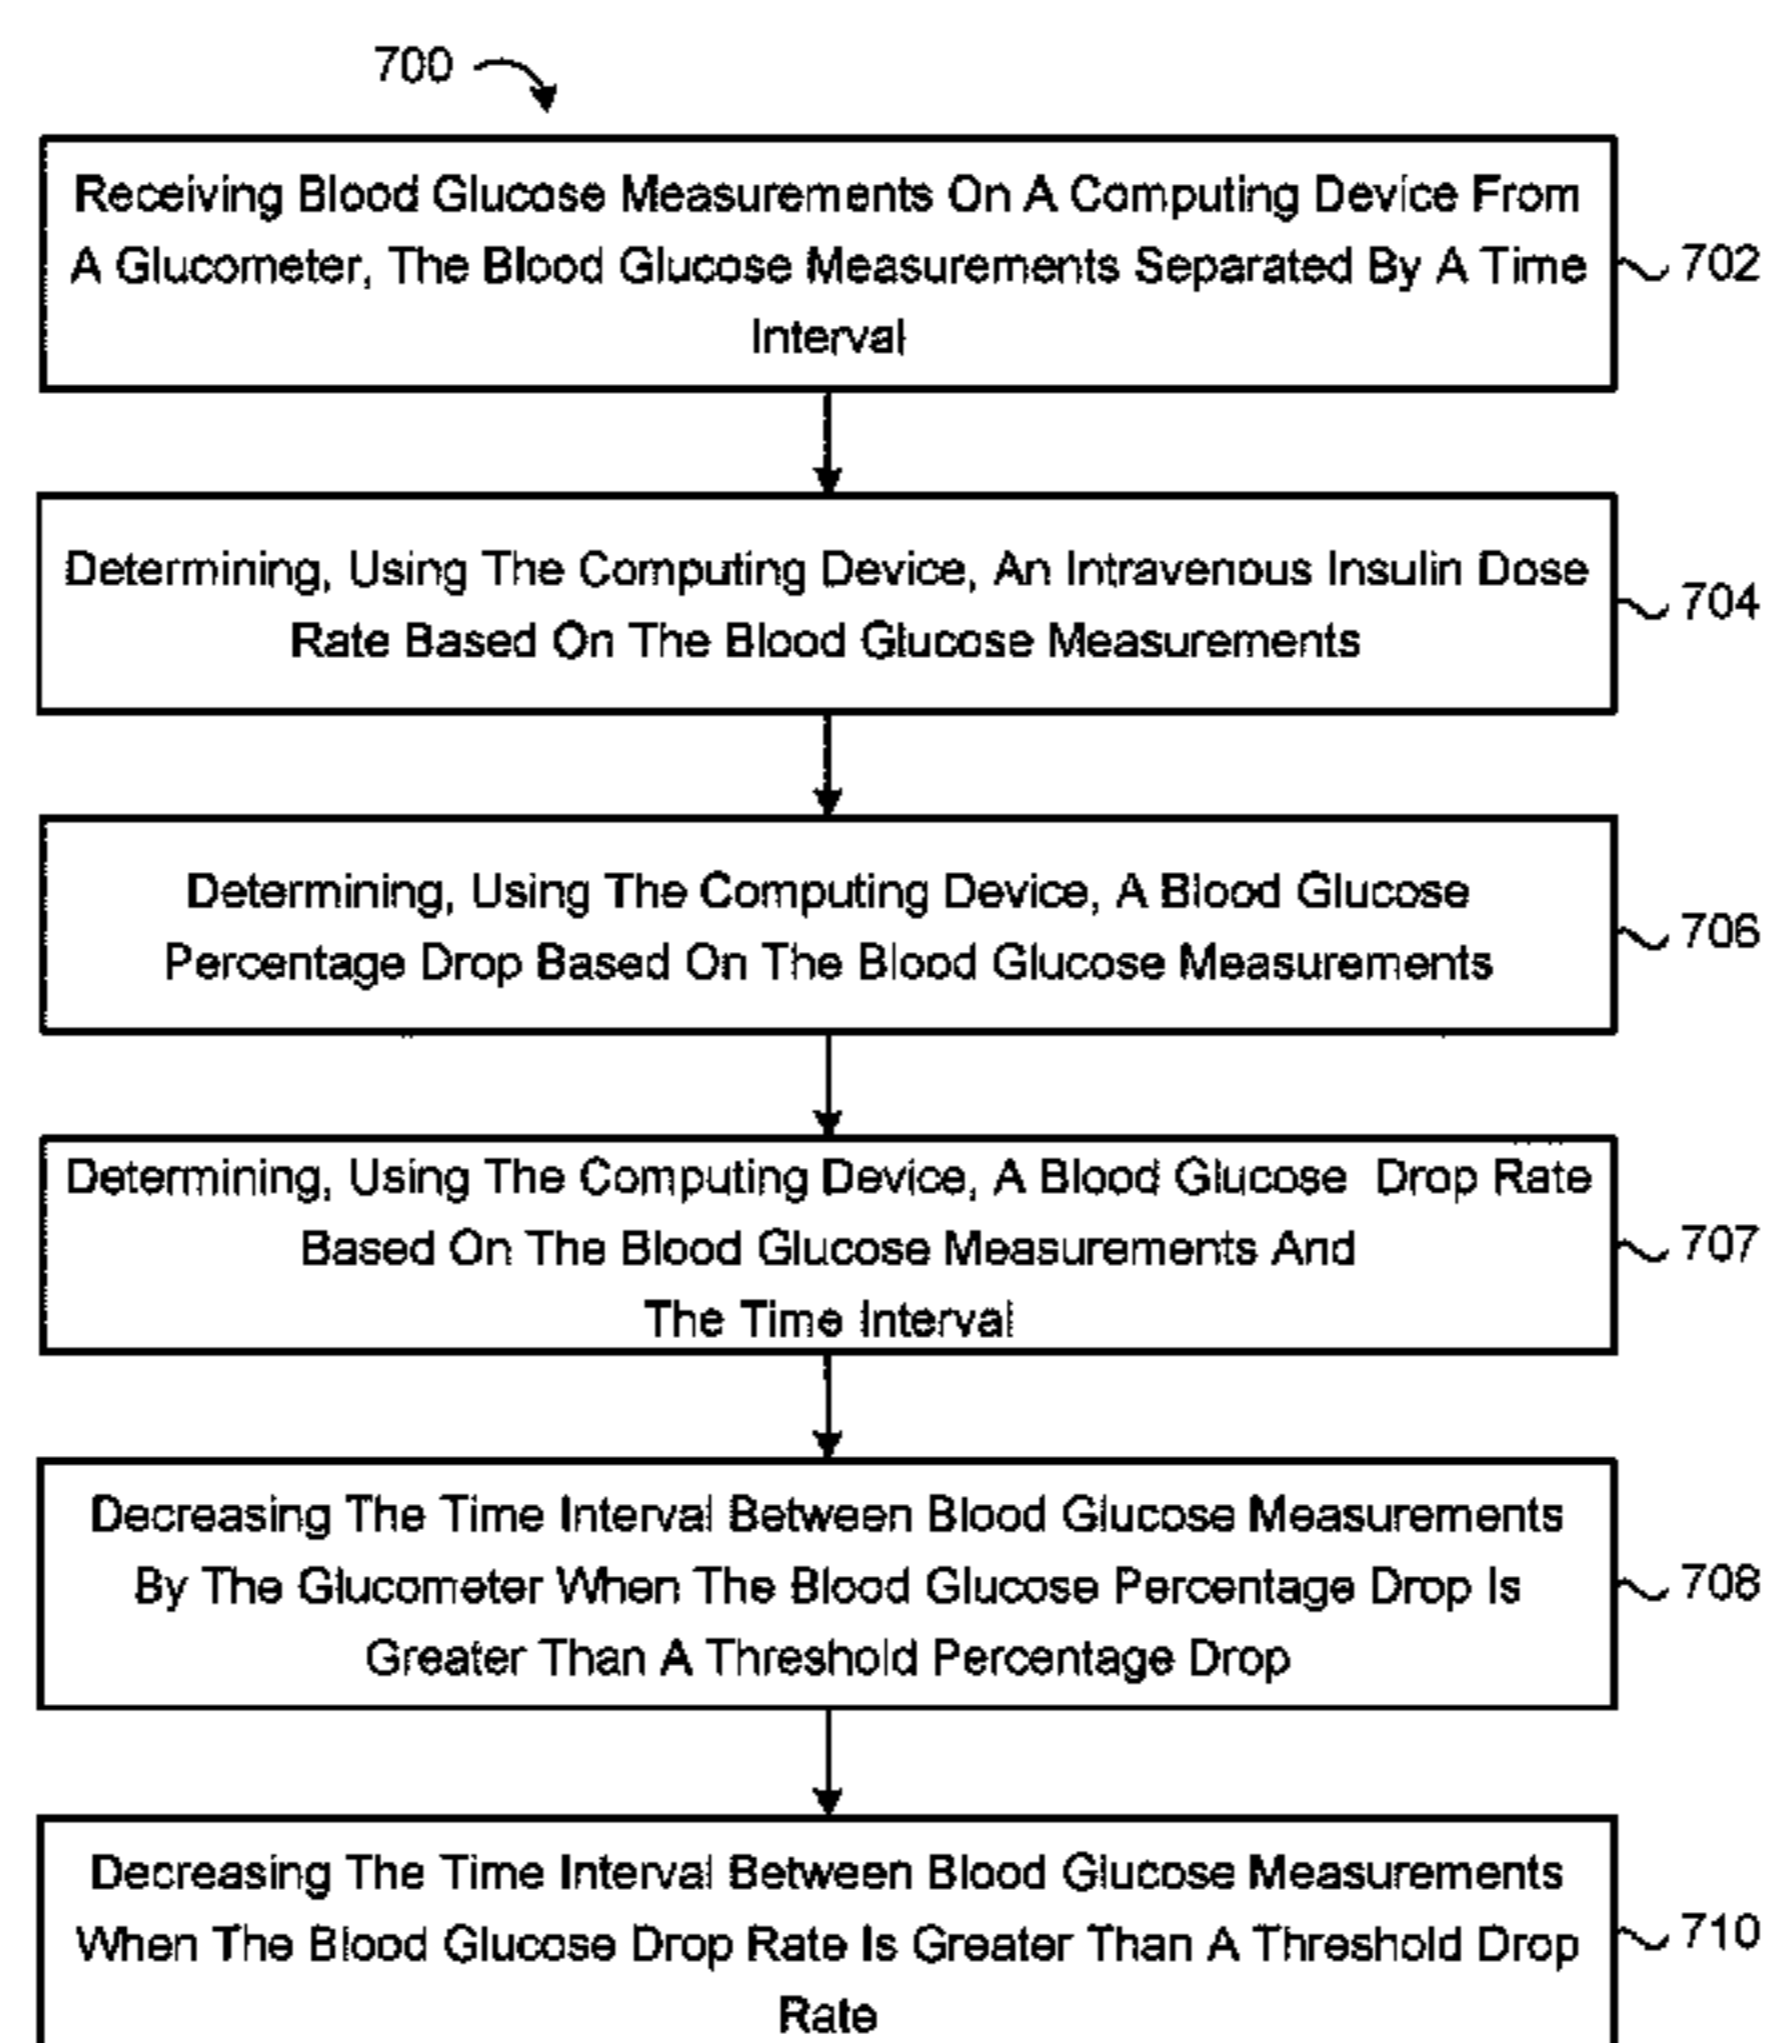 700
Receiving Blood Glucose Measurements On A Computing Device From
A Glucometer, The Blood Glucose Measurements Separated By A Time
Interval
702
Determining, Using The Computing Device, An Intravenous Insulin Dose
Rate Based On The Blood Glucose Measurements
704
Determining, Using The Computing Device, A Blood Glucose
Percentage Drop Based On The Blood Glucose Measurements
706
Determining, Using The Computing Device, A Blood Glucose Drop Rate
Based On The Blood Glucose Measurements And
The Time Interval
707
Decreasing The Time Interval Between Blood Glucose Measurements
By The Glucometer When The Blood Glucose Percentage Drop Is
Greater Than A Threshold Percentage Drop
708
Decreasing The Time Interval Between Blood Glucose Measurements
When The Blood Glucose Drop Rate Is Greater Than A Threshold Drop
Rate
710